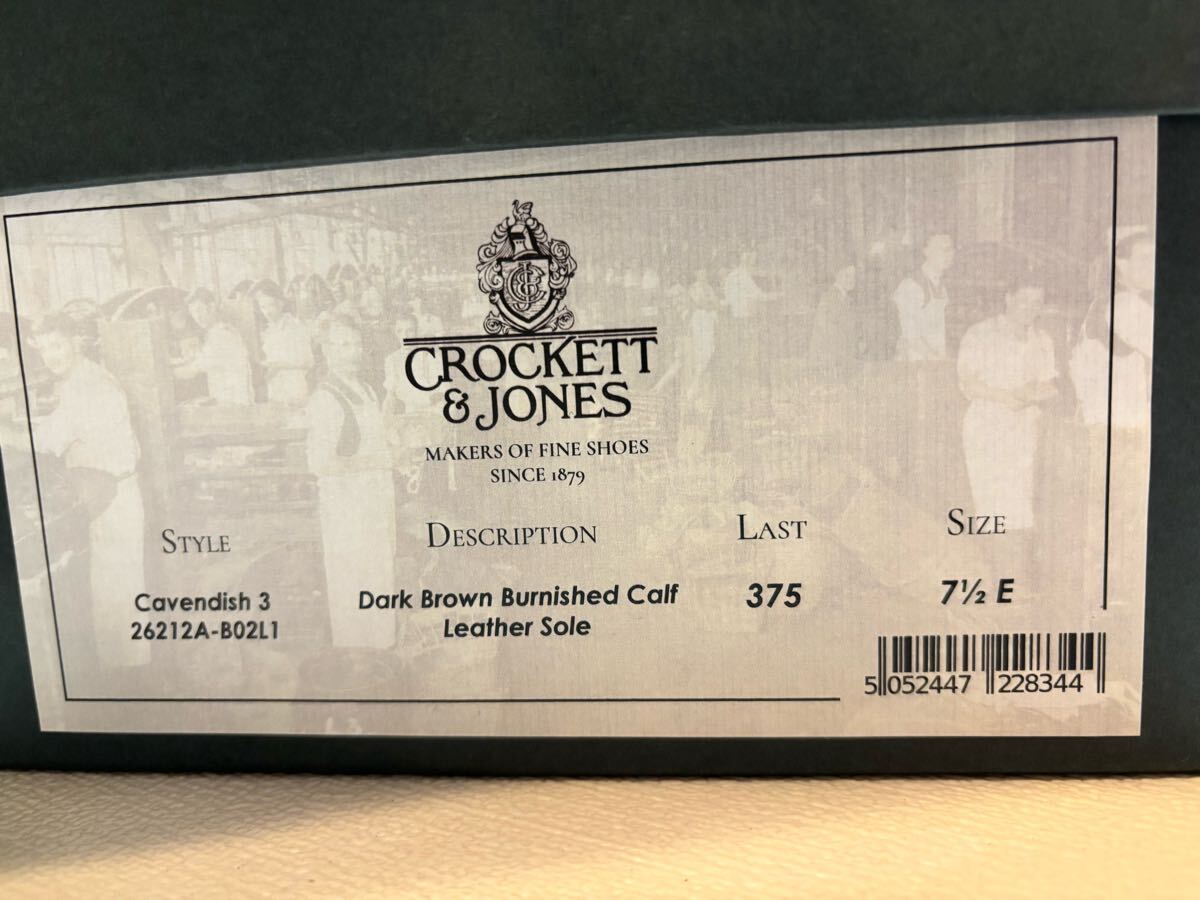 CROCKETT
& JONES
MAKERS OF FINE SHOES
SINCE 1879
STYLE DESCRIPTION LAST SIZE
Cavendish 3 Dark Brown Burnished Calf 375 7½ E
26212A-B02L1 Leather Sole
5 052447 228344